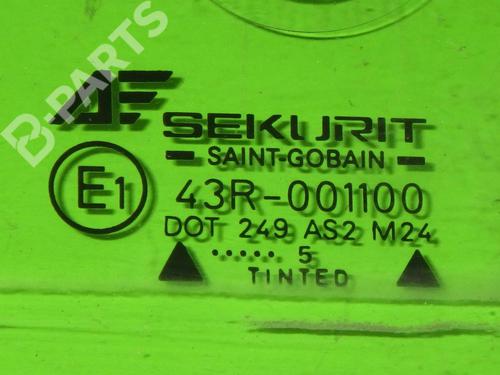 B-PARTS
SEKURIT
SAINT-GOBAIN
E1
43R-001100
DOT 249 AS2 M24
..... 5
TINTED